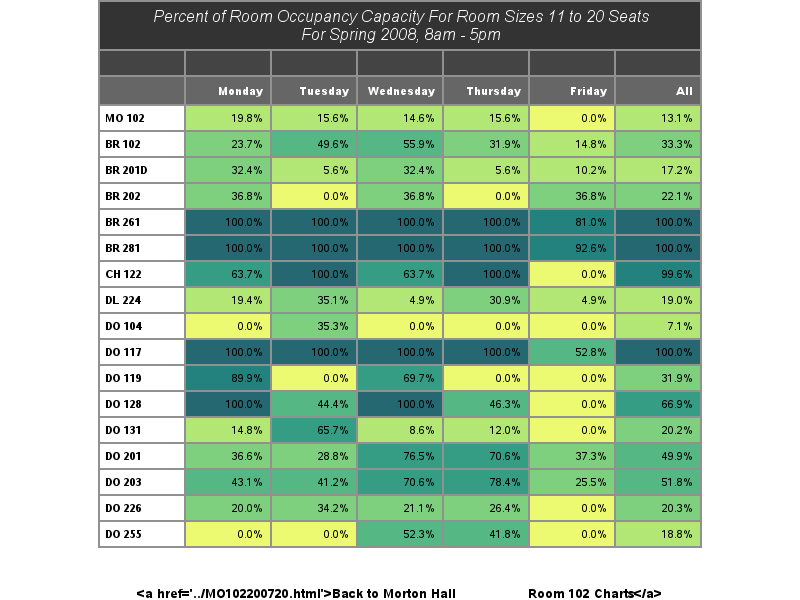 Percent of Room Occupancy Capacity For Room Sizes 11 to 20 Seats
For Spring 2008, 8am - 5pm
Monday Tuesday Wednesday Thursday Friday All
MO 102 19.8% 15.6% 14.6% 15.6% 0.0% 13.1%
BR 102 23.7% 49.6% 55.9% 31.9% 14.8% 33.3%
BR 201D 32.4% 5.6% 32.4% 5.6% 10.2% 17.2%
BR 202 36.8% 0.0% 36.8% 0.0% 36.8% 22.1%
BR 261 100.0% 100.0% 100.0% 100.0% 81.0% 100.0%
BR 281 100.0% 100.0% 100.0% 100.0% 92.6% 100.0%
CH 122 63.7% 100.0% 63.7% 100.0% 0.0% 99.6%
DL 224 19.4% 35.1% 4.9% 30.9% 4.9% 19.0%
DO 104 0.0% 35.3% 0.0% 0.0% 0.0% 7.1%
DO 117 100.0% 100.0% 100.0% 100.0% 52.8% 100.0%
DO 119 89.9% 0.0% 69.7% 0.0% 0.0% 31.9%
DO 128 100.0% 44.4% 100.0% 46.3% 0.0% 66.9%
DO 131 14.8% 65.7% 8.6% 12.0% 0.0% 20.2%
DO 201 36.6% 28.8% 76.5% 70.6% 37.3% 49.9%
DO 203 43.1% 41.2% 70.6% 78.4% 25.5% 51.8%
DO 226 20.0% 34.2% 21.1% 26.4% 0.0% 20.3%
DO 255 0.0% 0.0% 52.3% 41.8% 0.0% 18.8%
<a href='../MO102200720.html'>Back to Morton Hall Room 102 Charts</a>